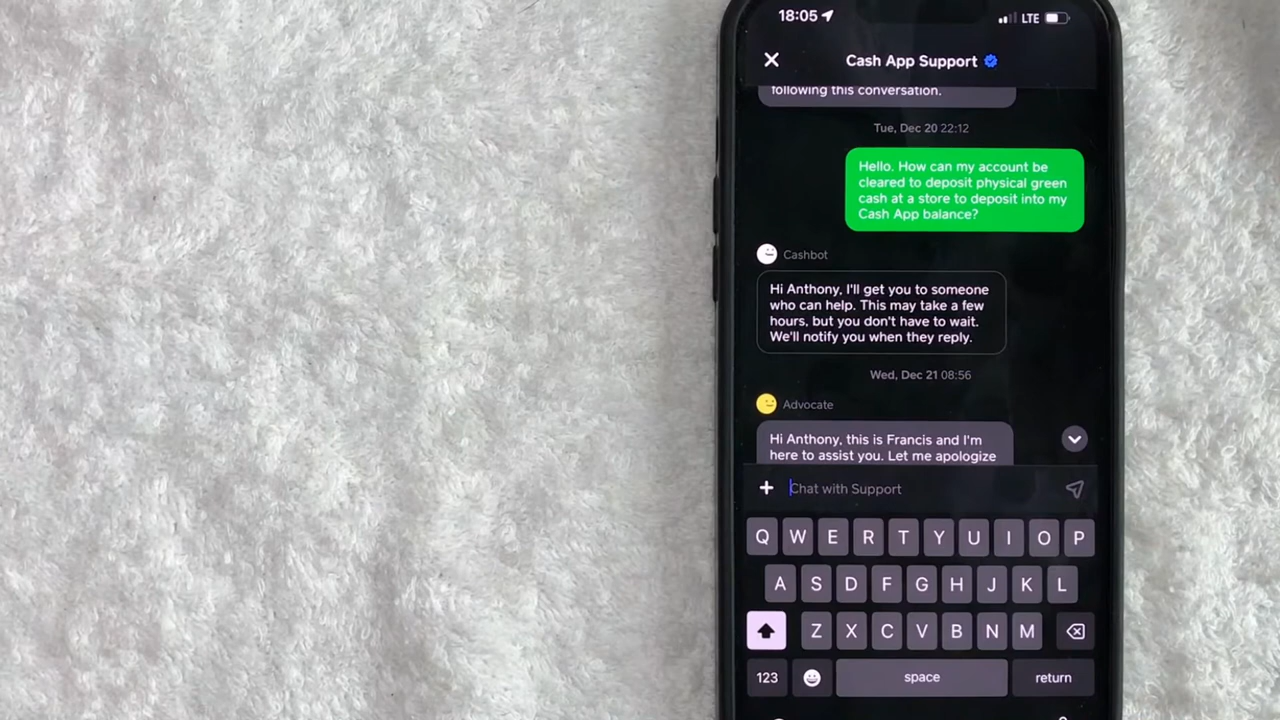 18:05
LTE
Cash App Support
following this conversation.
Tue, Dec 20 22:12
Hello. How can my account be
cleared to deposit physical green
cash at a store to deposit into my
Cash App balance?
Cashbot
Hi Anthony, I'll get you to someone
who can help. This may take a few
hours, but you don't have to wait.
We'll notify you when they reply.
Wed, Dec 21 08:56
Advocate
Hi Anthony, this is Francis and I'm
here to assist you. Let me apologize
Chat with Support
Q W E R T Y U I O P
A S D F G H J K L
Z X C V B N M
123 space return